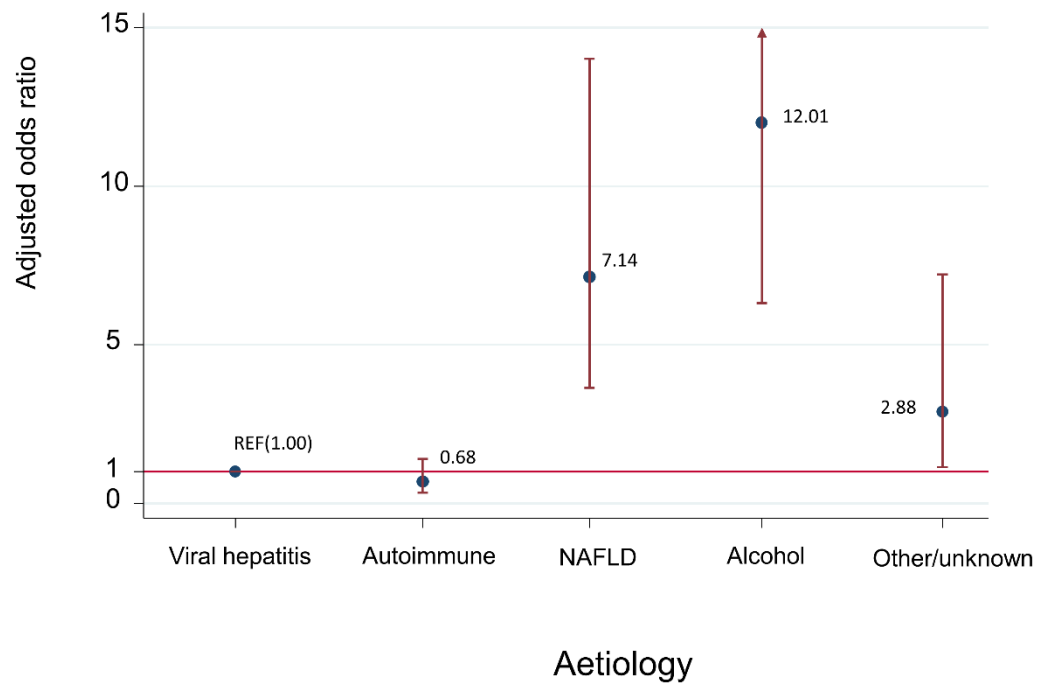 Adjusted odds ratio
15
10
5
1
0
REF(1.00)
0.68
7.14
12.01
2.88
Viral hepatitis
Autoimmune
NAFLD
Alcohol
Other/unknown
Aetiology